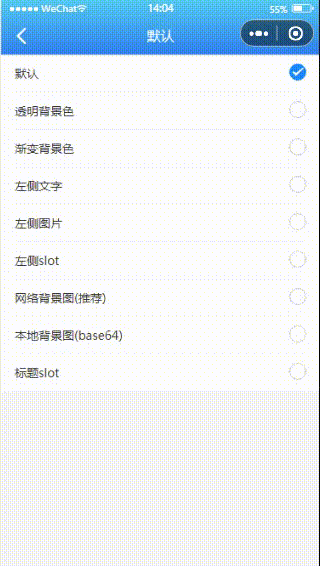 WeChat 14:04 55%
默认
默认
透明背景色
渐变背景色
左侧文字
左侧图片
左侧slot
网络背景图(推荐)
本地背景图(base64)
标题slot